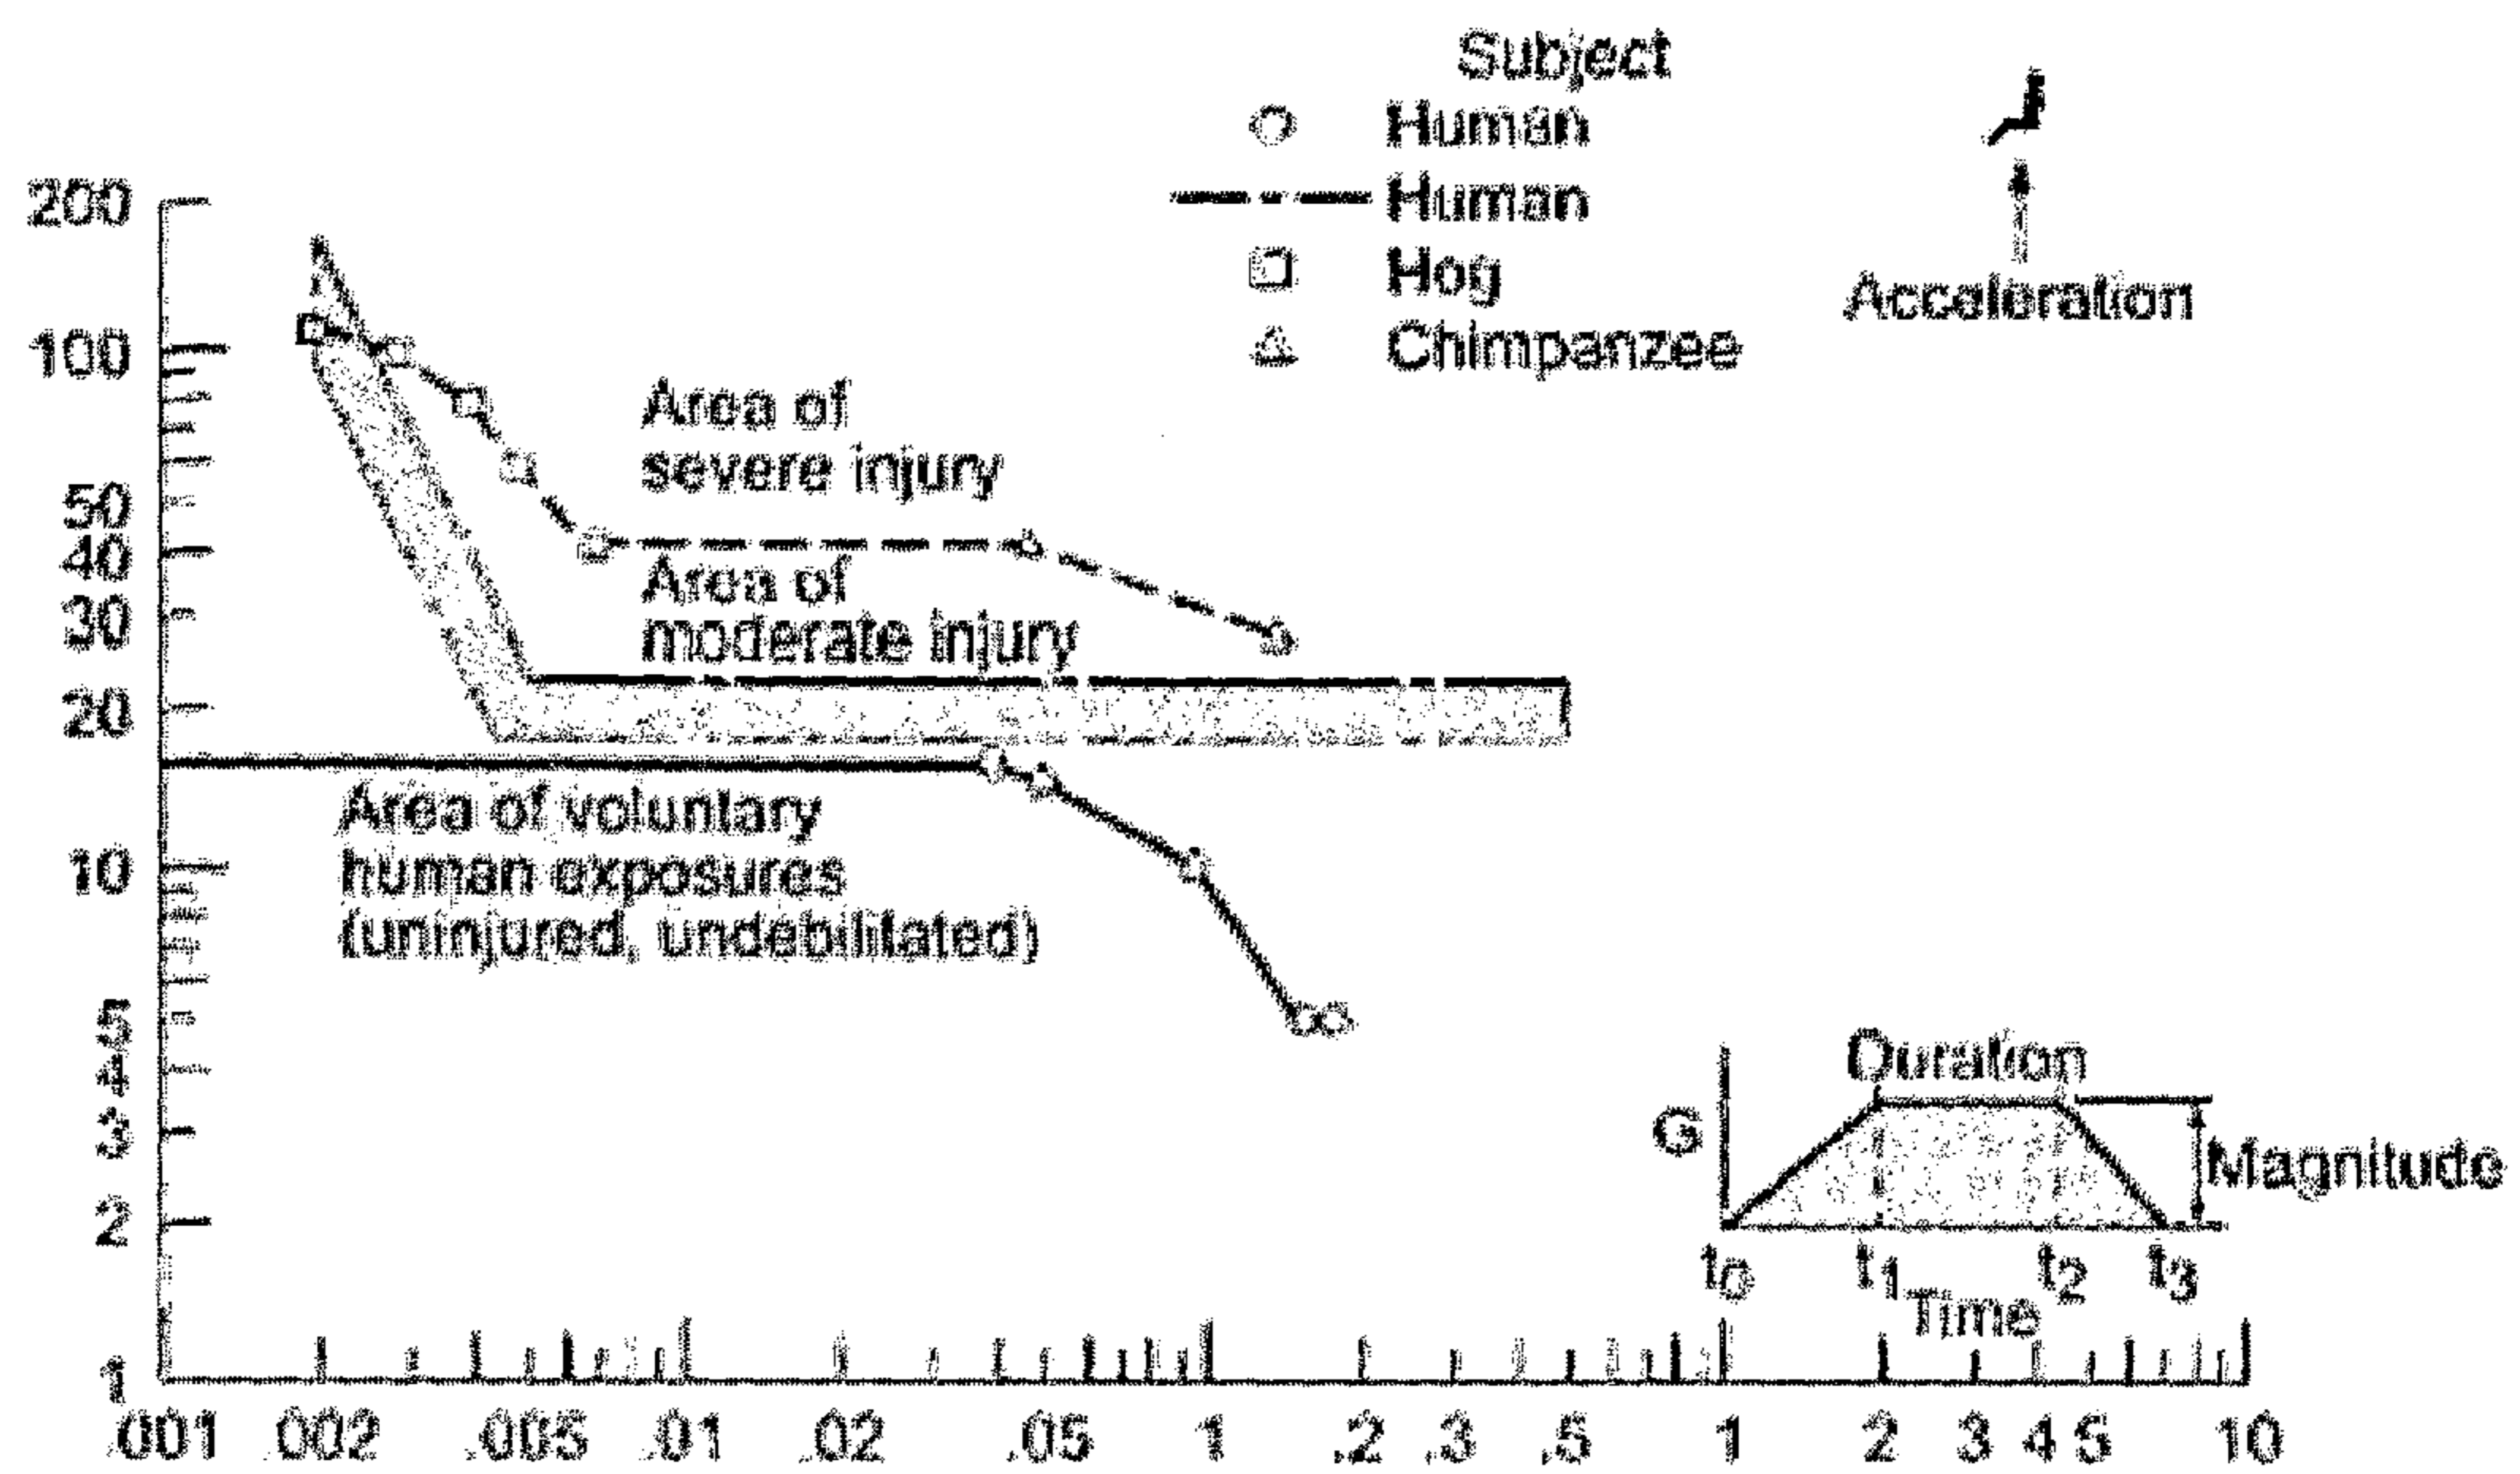 Subject
Human
Human
Hog
Chimpanzee
Acceleration
200
100
50
40
30
20
10
5
4
3
2
1
Area of
severe injury
Area of
moderate injury
Area of voluntary
human exposures
(uninjured, undebilitated)
Duration
G
Magnitude
t0 t1 t2 t3
Time
.001 .002 .005 .01 .02 .05 .1 .2 .3 .5 1 2 3 4 5 10